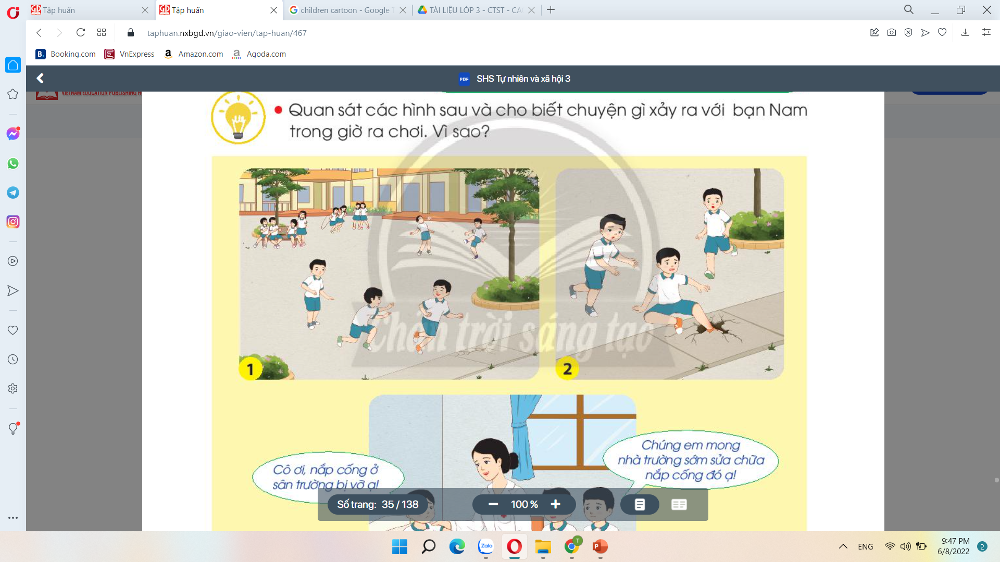 Tập huấn
Tập huấn
children cartoon - Google
TÀI LIỆU LỚP 3 - CTST - CA
taphuan.nxbgd.vn/giao-vien/tap-huan/467
Booking.com
VnExpress
Amazon.com
Agoda.com
PDF SHS Tự nhiên và xã hội 3
VIETNAM EDUCATION PUBLISHING
Quan sát các hình sau và cho biết chuyện gì xảy ra với bạn Nam
trong giờ ra chơi. Vì sao?
Chân trời sáng tạo
1
2
Cô ơi, nắp cống ở
sân trường bị vỡ ạ!
Chúng em mong
nhà trường sớm sửa chữa
nắp cống đó ạ!
Số trang: 35 / 138
100 %
Zalo
ENG
9:47 PM
6/8/2022
2